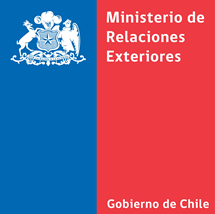 Ministerio de
Relaciones
Exteriores
Gobierno de Chile